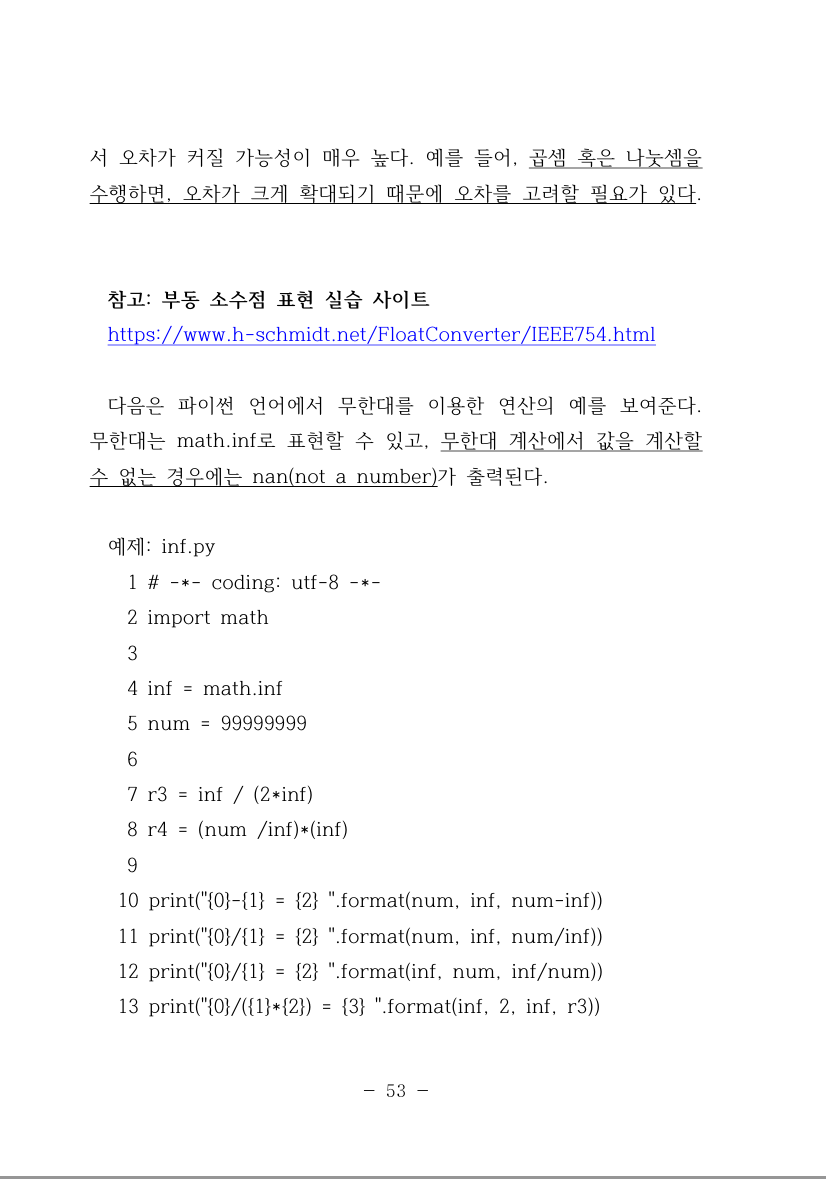 서 오차가 커질 가능성이 매우 높다. 예를 들어, 곱셈 혹은 나눗셈을
수행하면, 오차가 크게 확대되기 때문에 오차를 고려할 필요가 있다.
참고: 부동 소수점 표현 실습 사이트
https://www.h-schmidt.net/FloatConverter/IEEE754.html
다음은 파이썬 언어에서 무한대를 이용한 연산의 예를 보여준다.
무한대는 math.inf로 표현할 수 있고, 무한대 계산에서 값을 계산할
수 없는 경우에는 nan(not a number)가 출력된다.
예제: inf.py
1 # -*- coding: utf-8 -*-
2 import math
3
4 inf = math.inf
5 num = 99999999
6
7 r3 = inf / (2*inf)
8 r4 = (num /inf)*(inf)
9
10 print("{0}-{1} = {2} ".format(num, inf, num-inf))
11 print("{0}/{1} = {2} ".format(num, inf, num/inf))
12 print("{0}/{1} = {2} ".format(inf, num, inf/num))
13 print("{0}/({1}*{2}) = {3} ".format(inf, 2, inf, r3))
- 53 -